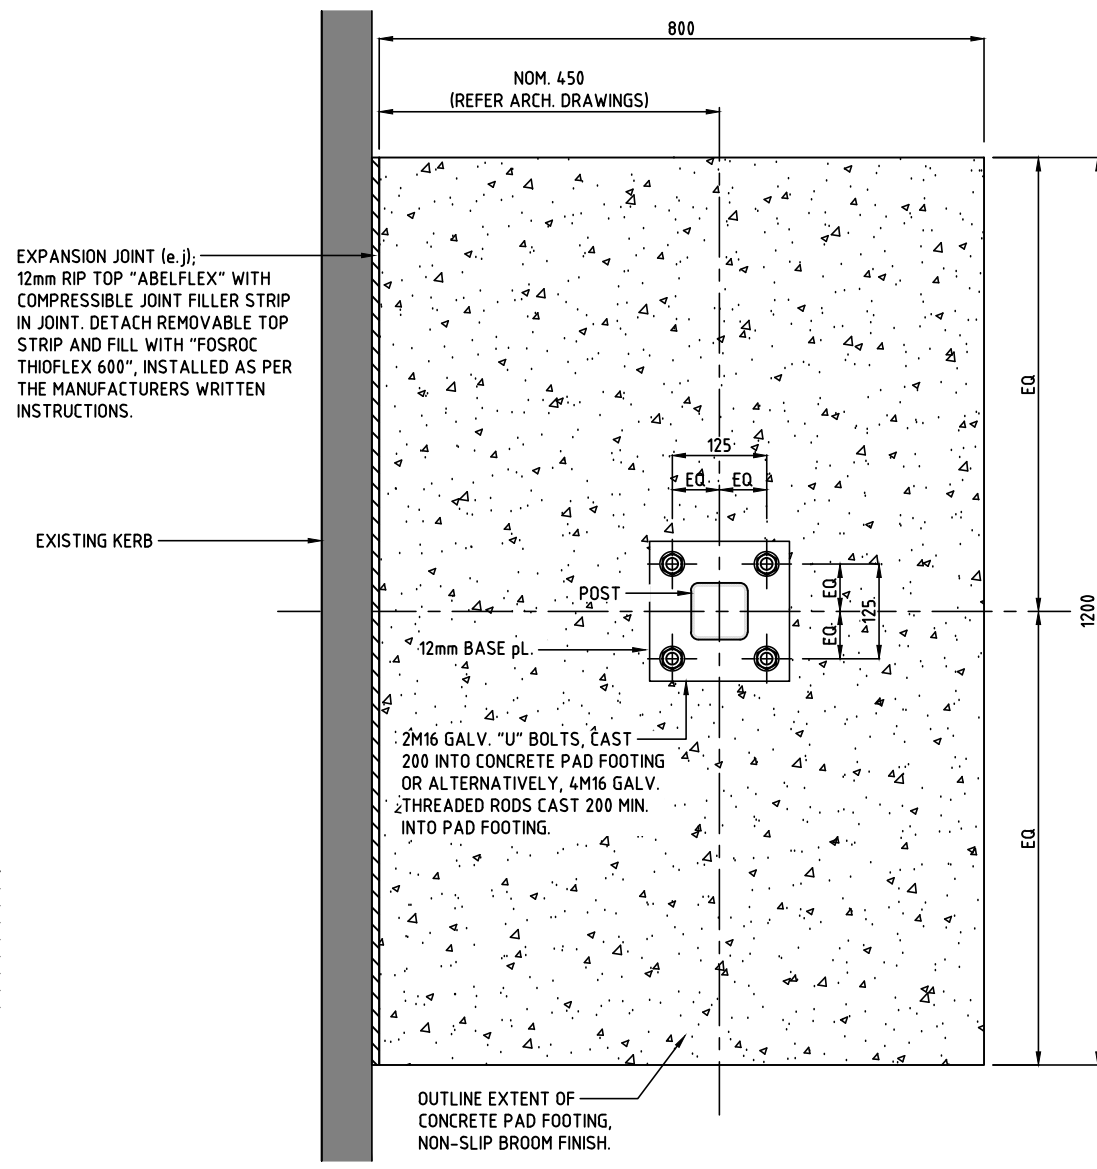 800
NOM. 450
(REFER ARCH. DRAWINGS)
EXPANSION JOINT (e.j);
12mm RIP TOP "ABELFLEX" WITH
COMPRESSIBLE JOINT FILLER STRIP
IN JOINT. DETACH REMOVABLE TOP
STRIP AND FILL WITH "FOSROC
THIOFLEX 600", INSTALLED AS PER
THE MANUFACTURERS WRITTEN
INSTRUCTIONS.
EQ
125
EQ EQ
EXISTING KERB
POST
EQ
125
1200
EQ
12mm BASE pL.
2M16 GALV. "U" BOLTS, CAST
200 INTO CONCRETE PAD FOOTING
OR ALTERNATIVELY, 4M16 GALV.
THREADED RODS CAST 200 MIN.
INTO PAD FOOTING.
EQ
OUTLINE EXTENT OF
CONCRETE PAD FOOTING,
NON-SLIP BROOM FINISH.